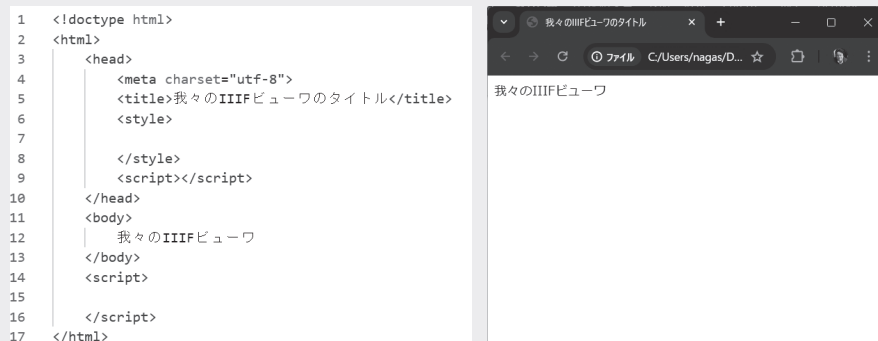 1 <!doctype html>
2 <html>
3 <head>
4 <meta charset="utf-8">
5 <title>我々のIIIFビューワのタイトル</title>
6 <style>
7
8 </style>
9 <script></script>
10 </head>
11 <body>
12 我々のIIIFビューワ
13 </body>
14 <script>
15
16 </script>
17 </html>
我々のIIIFビューワのタイトル
ファイル C:/Users/nagas/D...
我々のIIIFビューワ